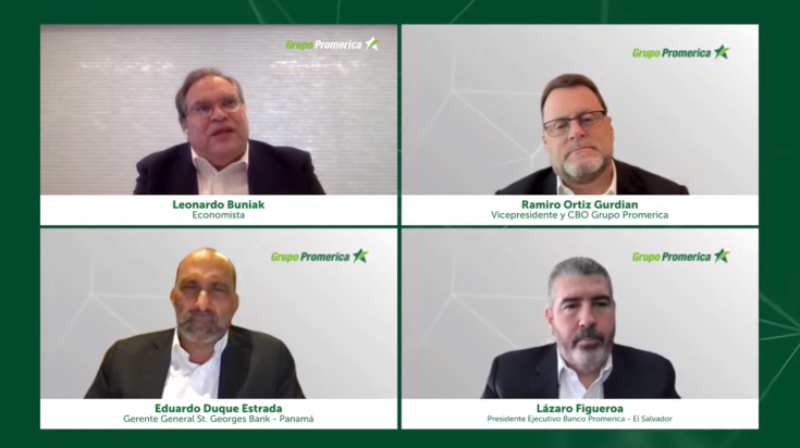 Grupo Promerica
Leonardo Buniak
Economista
Grupo Promerica
Ramiro Ortiz Gurdian
Vicepresidente y CBO Grupo Promerica
Grupo Promerica
Eduardo Duque Estrada
Gerente General St. Georges Bank - Panamá
Grupo Promerica
Lázaro Figueroa
Presidente Ejecutivo Banco Promerica - El Salvador